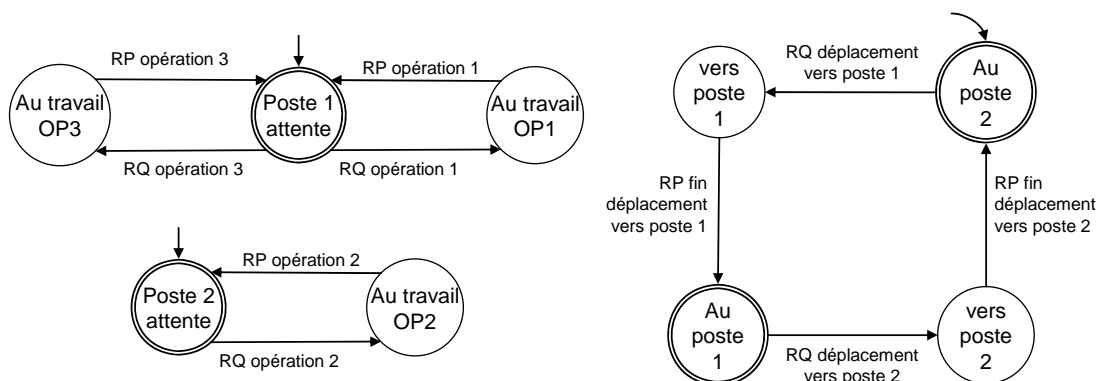 RP opération 3
RP opération 1
Au travail
OP3
Poste 1
attente
Au travail
OP1
RQ opération 3
RQ opération 1
RP opération 2
Poste 2
attente
Au travail
OP2
RQ opération 2
vers
poste
1
RQ déplacement
vers poste 1
Au
poste
2
RP fin
déplacement
vers poste 1
RP fin
déplacement
vers poste 2
Au
poste
1
RQ déplacement
vers poste 2
vers
poste
2